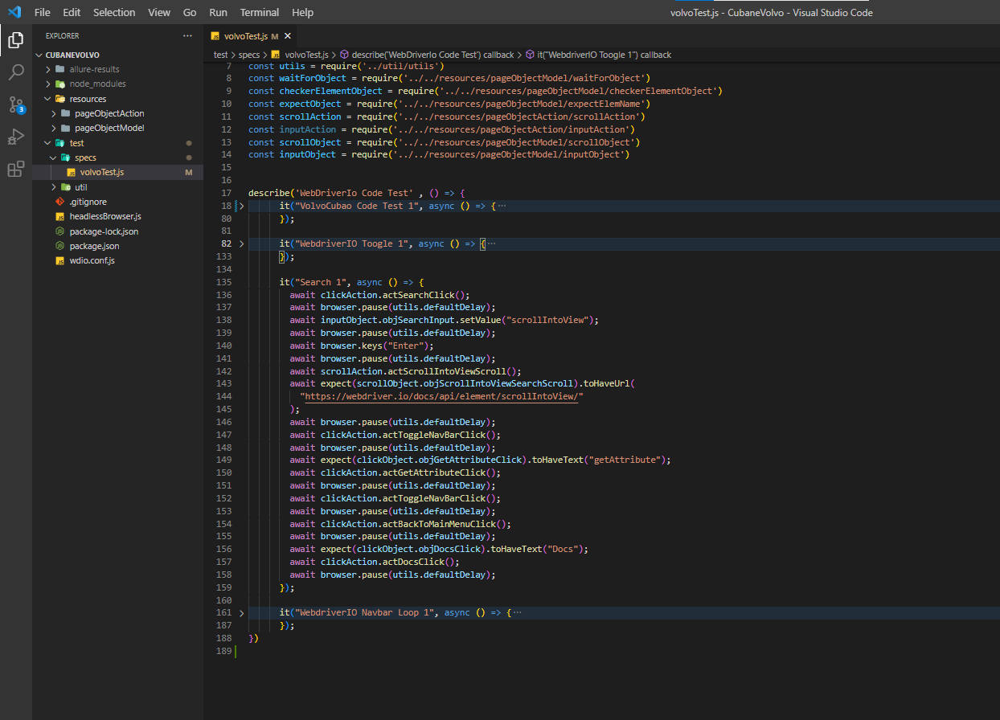 File Edit Selection View Go Run Terminal Help
volvoTest.js - CubaneVolvo - Visual Studio Code
EXPLORER
CUBANEVOLVO
allure-results
node_modules
resources
pageObjectAction
pageObjectModel
test
specs
volvoTest.js M
util
.gitignore
headlessBrowser.js
package-lock.json
package.json
wdio.conf.js
3
JS volvoTest.js M
test > specs > JS volvoTest.js > describe('WebDriverIo Code Test') callback > it("WebdriverIO Toogle 1") callback
7 const utils = require('../util/utils')
8 const waitForObject = require('../../resources/pageObjectModel/waitForObject')
9 const checkerElementObject = require('../../resources/pageObjectModel/checkerElementObject')
10 const expectObject = require('../../resources/pageObjectModel/expectElemName')
11 const scrollAction = require('../../resources/pageObjectAction/scrollAction')
12 const inputAction = require('../../resources/pageObjectAction/inputAction')
13 const scrollObject = require('../../resources/pageObjectModel/scrollObject')
14 const inputObject = require('../../resources/pageObjectModel/inputObject')
15
16
17 describe('WebDriverIo Code Test' , () => {
18 it("VolvoCubao Code Test 1", async () => {···
80 });
81
82 it("WebdriverIO Toogle 1", async () => {···
133 });
134
135 it("Search 1", async () => {
136 await clickAction.actSearchClick();
137 await browser.pause(utils.defaultDelay);
138 await inputObject.objSearchInput.setValue("scrollIntoView");
139 await browser.pause(utils.defaultDelay);
140 await browser.keys("Enter");
141 await browser.pause(utils.defaultDelay);
142 await scrollAction.actScrollIntoViewScroll();
143 await expect(scrollObject.objScrollIntoViewSearchScroll).toHaveUrl(
144 "https://webdriver.io/docs/api/element/scrollIntoView/"
145 );
146 await browser.pause(utils.defaultDelay);
147 await clickAction.actToggleNavBarClick();
148 await browser.pause(utils.defaultDelay);
149 await expect(clickObject.objGetAttributeClick).toHaveText("getAttribute");
150 await clickAction.actGetAttributeClick();
151 await browser.pause(utils.defaultDelay);
152 await clickAction.actToggleNavBarClick();
153 await browser.pause(utils.defaultDelay);
154 await clickAction.actBackToMainMenuClick();
155 await browser.pause(utils.defaultDelay);
156 await expect(clickObject.objDocsClick).toHaveText("Docs");
157 await clickAction.actDocsClick();
158 await browser.pause(utils.defaultDelay);
159 });
160
161 it("WebdriverIO Navbar Loop 1", async () => {···
187 });
188 })
189